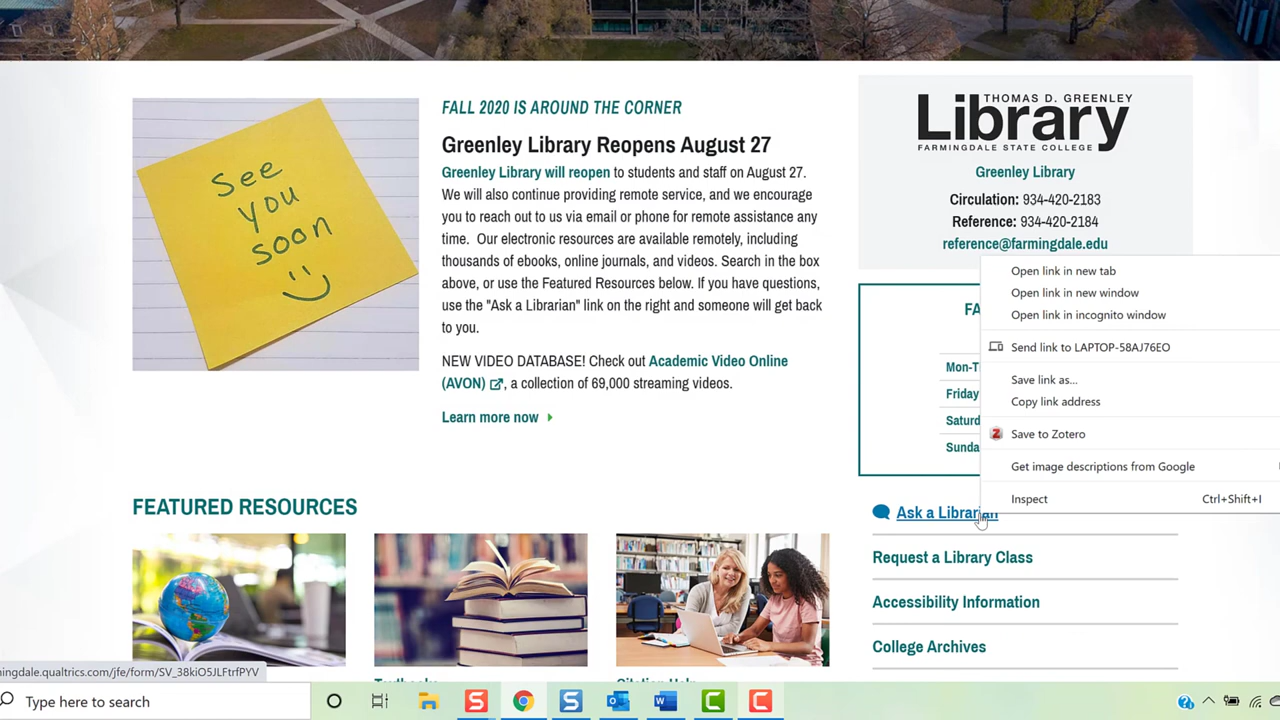 See
you
soon
FALL 2020 IS AROUND THE CORNER
Greenley Library Reopens August 27
Greenley Library will reopen to students and staff on August 27.
We will also continue providing remote service, and we encourage
you to reach out to us via email or phone for remote assistance any
time. Our electronic resources are available remotely, including
thousands of ebooks, online journals, and videos. Search in the box
above, or use the Featured Resources below. If you have questions,
use the "Ask a Librarian" link on the right and someone will get back
to you.
NEW VIDEO DATABASE! Check out Academic Video Online
(AVON) , a collection of 69,000 streaming videos.
Learn more now
THOMAS D. GREENLEY
Library
FARMINGDALE STATE COLLEGE
Greenley Library
Circulation: 934-420-2183
Reference: 934-420-2184
reference@farmingdale.edu
FA
Mon-T
Friday
Saturd
Sunda
Open link in new tab
Open link in new window
Open link in incognito window
Send link to LAPTOP-58AJ76EO
Save link as...
Copy link address
Save to Zotero
Get image descriptions from Google
Inspect Ctrl+Shift+I
Ask a Librarian
Request a Library Class
Accessibility Information
College Archives
FEATURED RESOURCES
mingdale.qualtrics.com/jfe/form/SV_38kiO5JLFtrfPYV
Type here to search